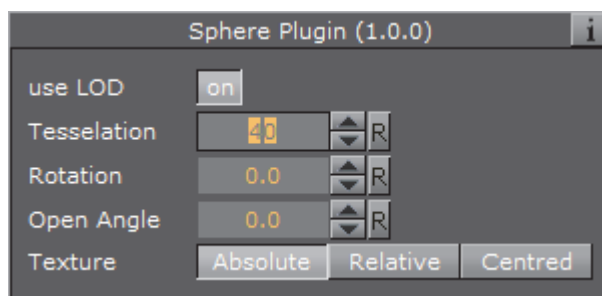 Sphere Plugin (1.0.0) i
use LOD on
Tesselation 40 R
Rotation 0.0 R
Open Angle 0.0 R
Texture Absolute Relative Centred